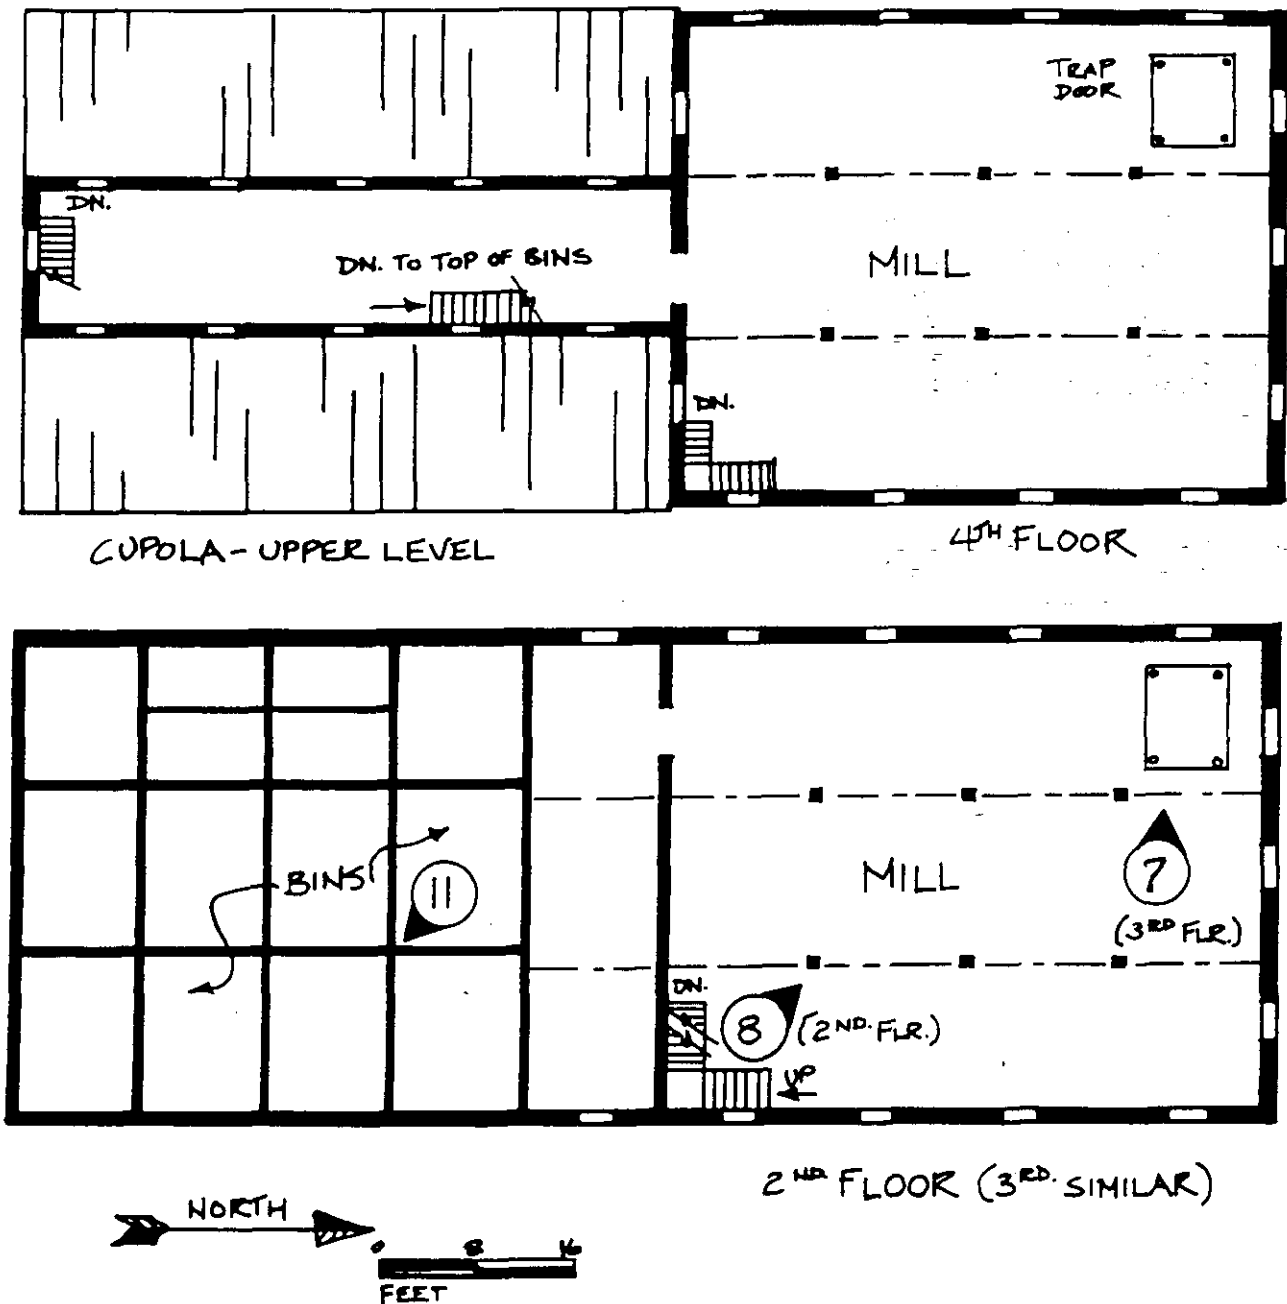 TRAP
DOOR
DN.
DN. TO TOP OF BINS
MILL
DN.
CUPOLA - UPPER LEVEL
4TH FLOOR
BINS
11
MILL
7
(3RD FLR.)
DN.
8
(2ND. FLR.)
UP
2ND. FLOOR (3RD. SIMILAR)
NORTH
0 8 16
FEET